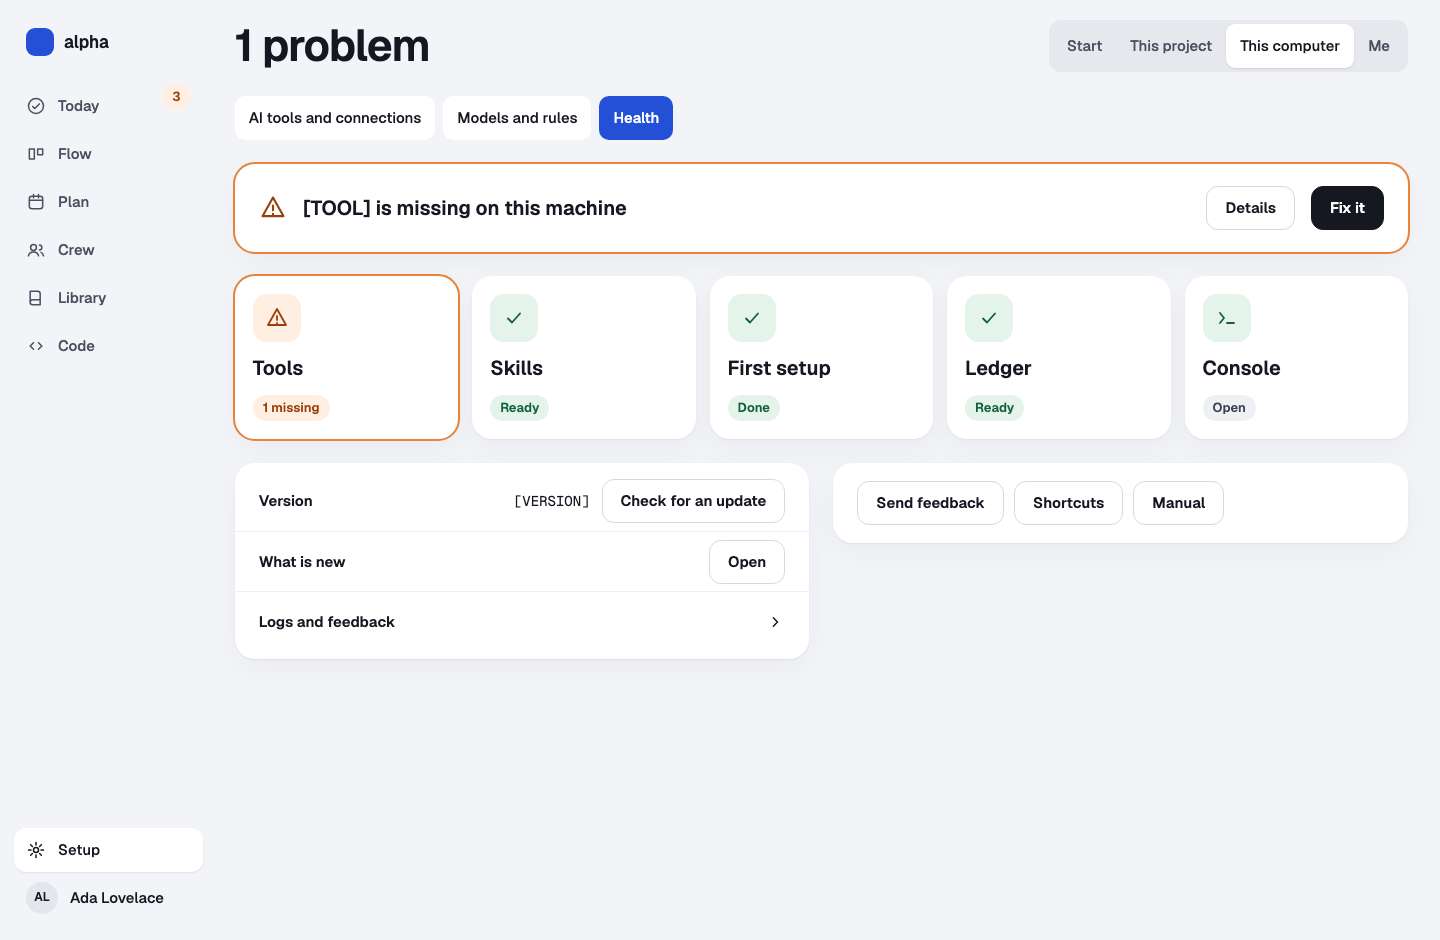 alpha
Today
3
Flow
Plan
Crew
Library
Code
Setup
AL
Ada Lovelace
1 problem
Start
This project
This computer
Me
AI tools and connections
Models and rules
Health
[TOOL] is missing on this machine
Details
Fix it
Tools
1 missing
Skills
Ready
First setup
Done
Ledger
Ready
Console
Open
Version
[VERSION]
Check for an update
What is new
Open
Logs and feedback
Send feedback
Shortcuts
Manual